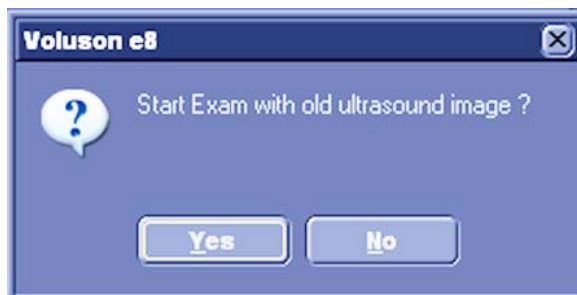 Voluson e8
Start Exam with old ultrasound image ?
Yes
No